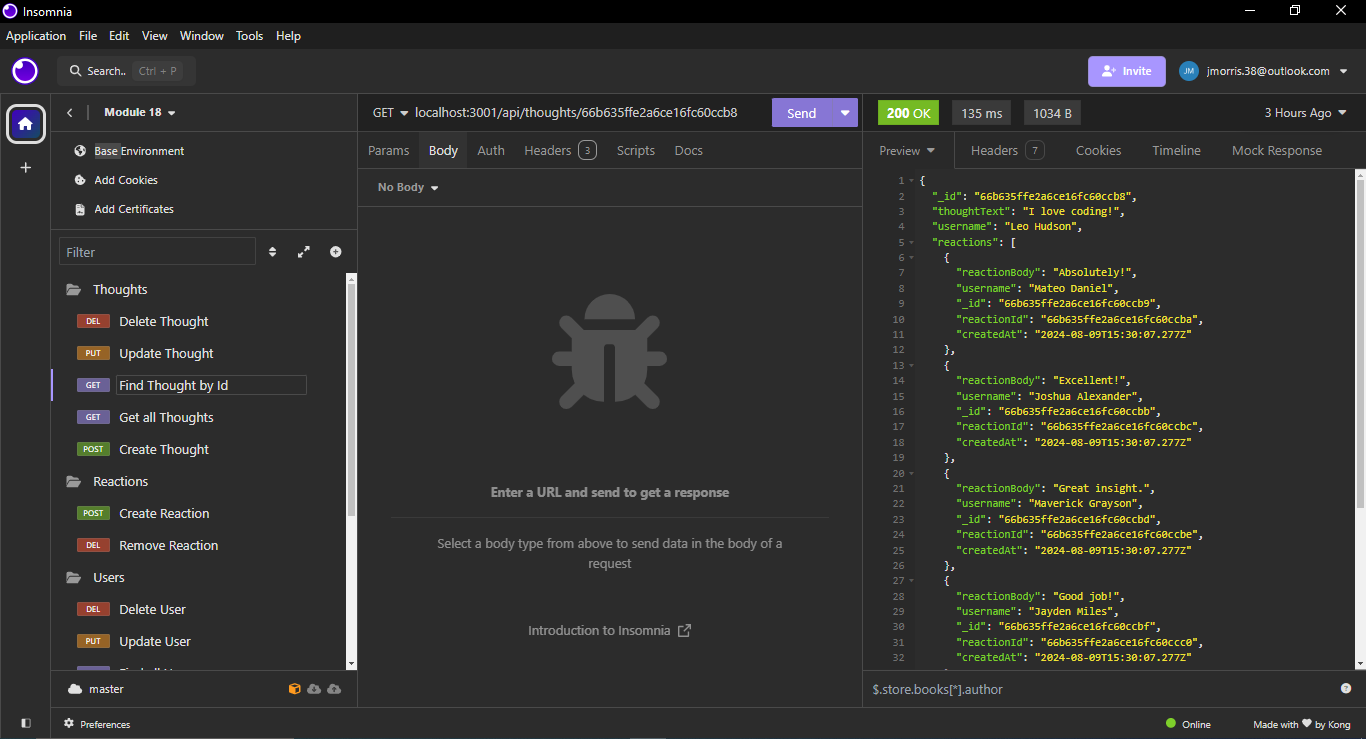 Insomnia
Application File Edit View Window Tools Help
Search.. Ctrl + P
Invite
JM jmorris.38@outlook.com
Module 18
Base Environment
Add Cookies
Add Certificates
Filter
Thoughts
DEL Delete Thought
PUT Update Thought
GET Find Thought by Id
GET Get all Thoughts
POST Create Thought
Reactions
POST Create Reaction
DEL Remove Reaction
Users
DEL Delete User
PUT Update User
master
Preferences
GET localhost:3001/api/thoughts/66b635ffe2a6ce16fc60ccb8 Send
Params Body Auth Headers 3 Scripts Docs
No Body
Enter a URL and send to get a response
Select a body type from above to send data in the body of a
request
Introduction to Insomnia
200 OK 135 ms 1034 B 3 Hours Ago
Preview Headers 7 Cookies Timeline Mock Response
1 {
2 "_id": "66b635ffe2a6ce16fc60ccb8",
3 "thoughtText": "I love coding!",
4 "username": "Leo Hudson",
5 "reactions": [
6 {
7 "reactionBody": "Absolutely!",
8 "username": "Mateo Daniel",
9 "_id": "66b635ffe2a6ce16fc60ccb9",
10 "reactionId": "66b635ffe2a6ce16fc60ccba",
11 "createdAt": "2024-08-09T15:30:07.277Z"
12 },
13 {
14 "reactionBody": "Excellent!",
15 "username": "Joshua Alexander",
16 "_id": "66b635ffe2a6ce16fc60ccbb",
17 "reactionId": "66b635ffe2a6ce16fc60ccbc",
18 "createdAt": "2024-08-09T15:30:07.277Z"
19 },
20 {
21 "reactionBody": "Great insight.",
22 "username": "Maverick Grayson",
23 "_id": "66b635ffe2a6ce16fc60ccbd",
24 "reactionId": "66b635ffe2a6ce16fc60ccbe",
25 "createdAt": "2024-08-09T15:30:07.277Z"
26 },
27 {
28 "reactionBody": "Good job!",
29 "username": "Jayden Miles",
30 "_id": "66b635ffe2a6ce16fc60ccbf",
31 "reactionId": "66b635ffe2a6ce16fc60ccc0",
32 "createdAt": "2024-08-09T15:30:07.277Z"
$.store.books[*].author
Online
Made with ♥ by Kong